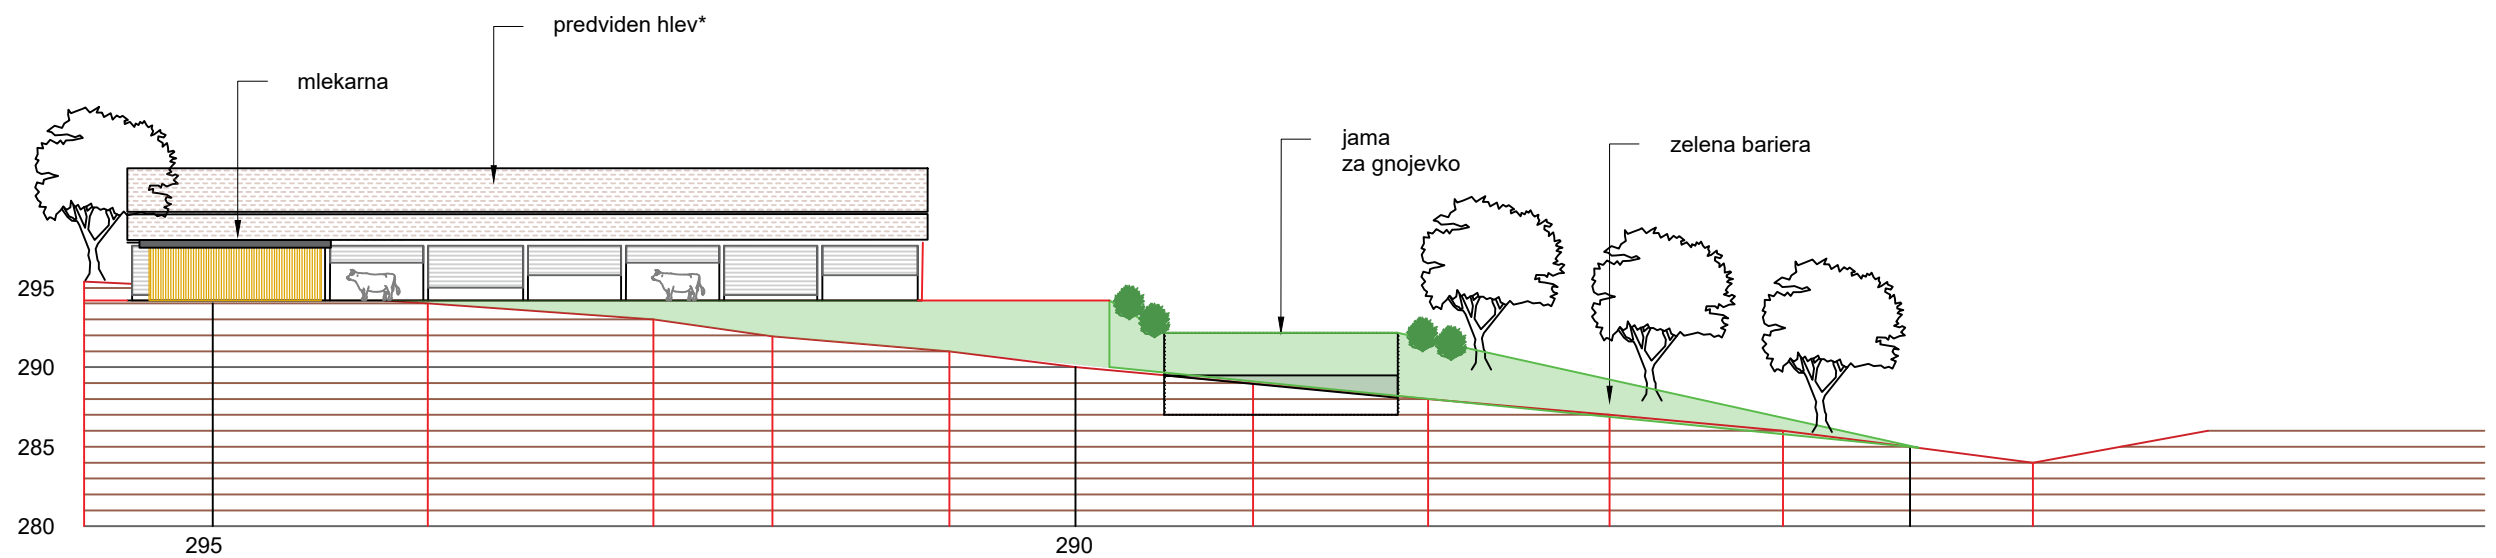 predviden hlev*
mlekarna
jama
za gnojevko
zelena bariera
295
290
285
280
295
290